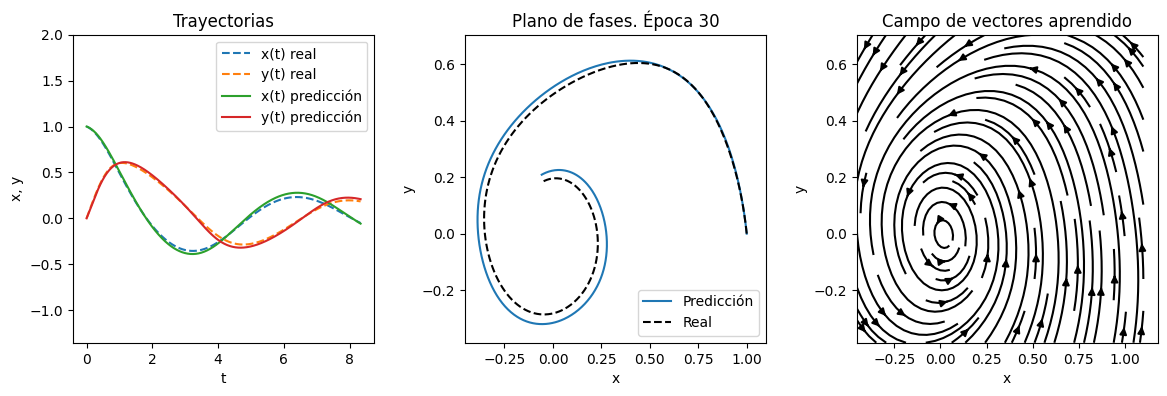 Trayectorias
2.0
1.5
1.0
0.5
0.0
−0.5
−1.0
x, y
0
2
4
6
8
t
x(t) real
y(t) real
x(t) predicción
y(t) predicción
Plano de fases. Época 30
0.6
0.4
0.2
0.0
−0.2
y
−0.25
0.00
0.25
0.50
0.75
1.00
x
Predicción
Real
Campo de vectores aprendido
0.6
0.4
0.2
0.0
−0.2
y
−0.25
0.00
0.25
0.50
0.75
1.00
x